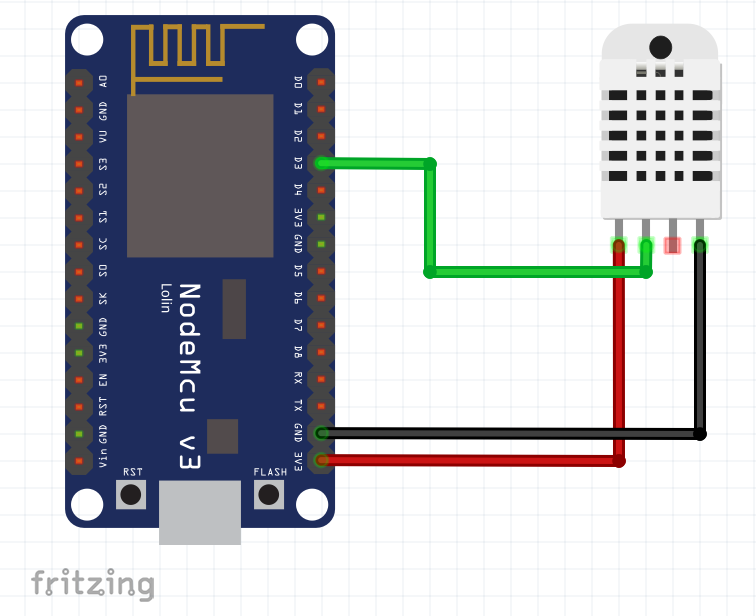 A0
GND
VU
S3
S2
S1
SC
S0
SK
GND
3V3
EN
RST
GND
Vin
D0
D1
D2
D3
D4
3V3
GND
D5
D6
D7
D8
RX
TX
GND
3V3
NodeMcu v3
Lolin
RST
FLASH
fritzing